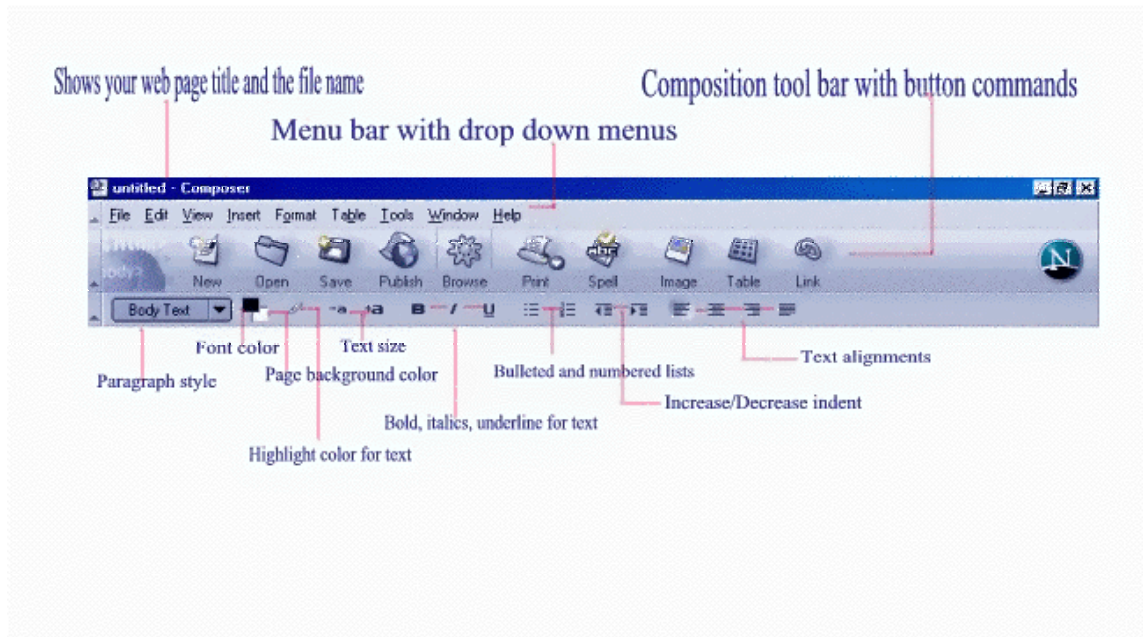 Shows your web page title and the file name
Composition tool bar with button commands
Menu bar with drop down menus
untitled - Composer
File Edit View Insert Format Table Tools Window Help
New Open Save Publish Browse Print Spell Image Table Link
N
Body Text -a +a B I U
Font color
Text size
Text alignments
Paragraph style
Page background color
Bulleted and numbered lists
Increase/Decrease indent
Bold, italics, underline for text
Highlight color for text